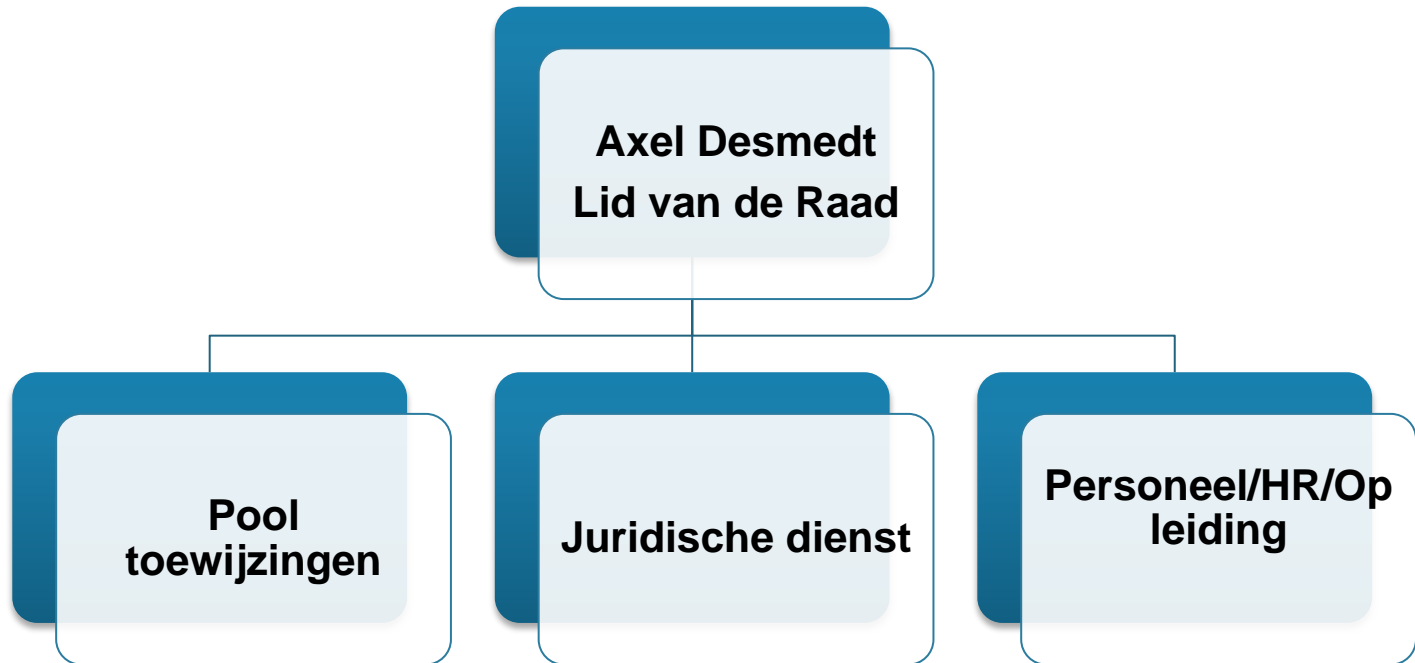 Axel Desmedt
Lid van de Raad
Pool
toewijzingen
Juridische dienst
Personeel/HR/Op
leiding